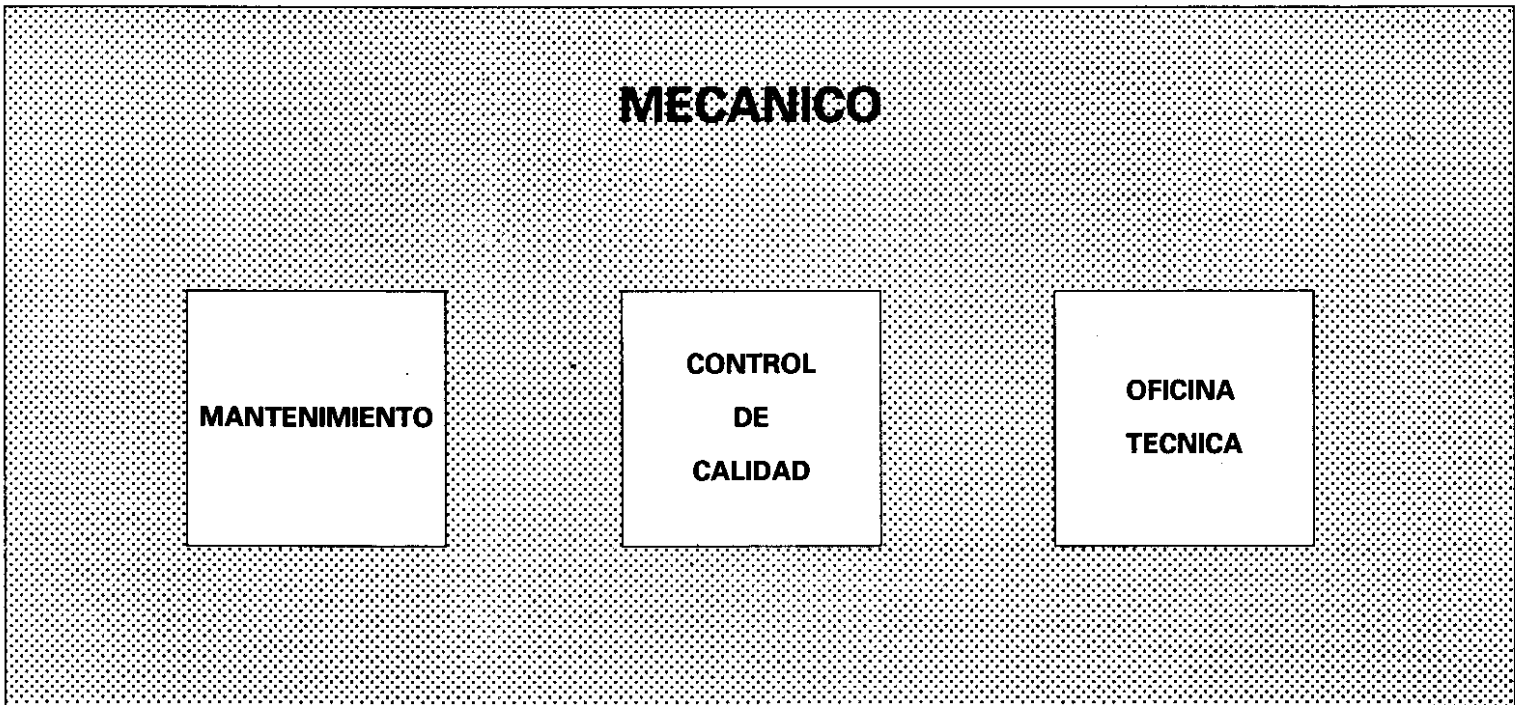 MECANICO
MANTENIMIENTO
CONTROL
DE
CALIDAD
OFICINA
TECNICA